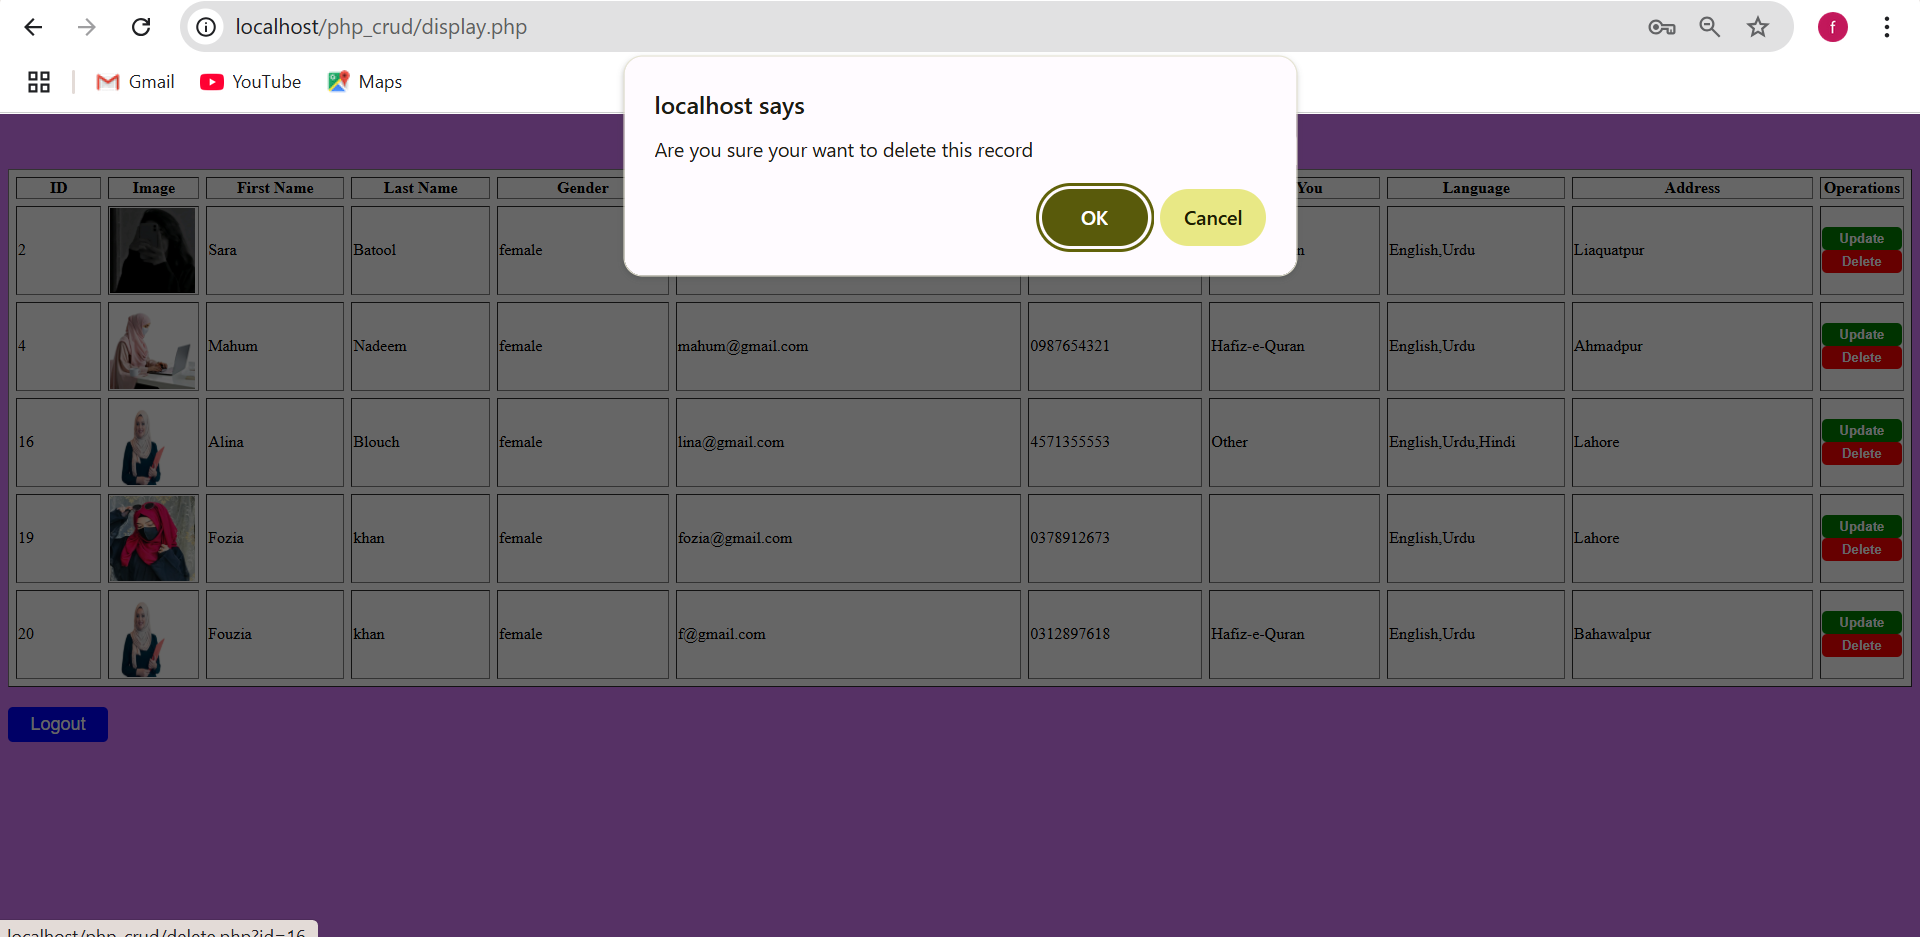 localhost/php_crud/display.php
f
Gmail YouTube Maps
localhost says
Are you sure your want to delete this record
OK Cancel
ID Image First Name Last Name Gender You Language Address Operations
2 Sara Batool female n English,Urdu Liaquatpur Update Delete
4 Mahum Nadeem female mahum@gmail.com 0987654321 Hafiz-e-Quran English,Urdu Ahmadpur Update Delete
16 Alina Blouch female lina@gmail.com 4571355553 Other English,Urdu,Hindi Lahore Update Delete
19 Fozia khan female fozia@gmail.com 0378912673 English,Urdu Lahore Update Delete
20 Fouzia khan female f@gmail.com 0312897618 Hafiz-e-Quran English,Urdu Bahawalpur Update Delete
Logout
localhost/php_crud/delete.php?id=16